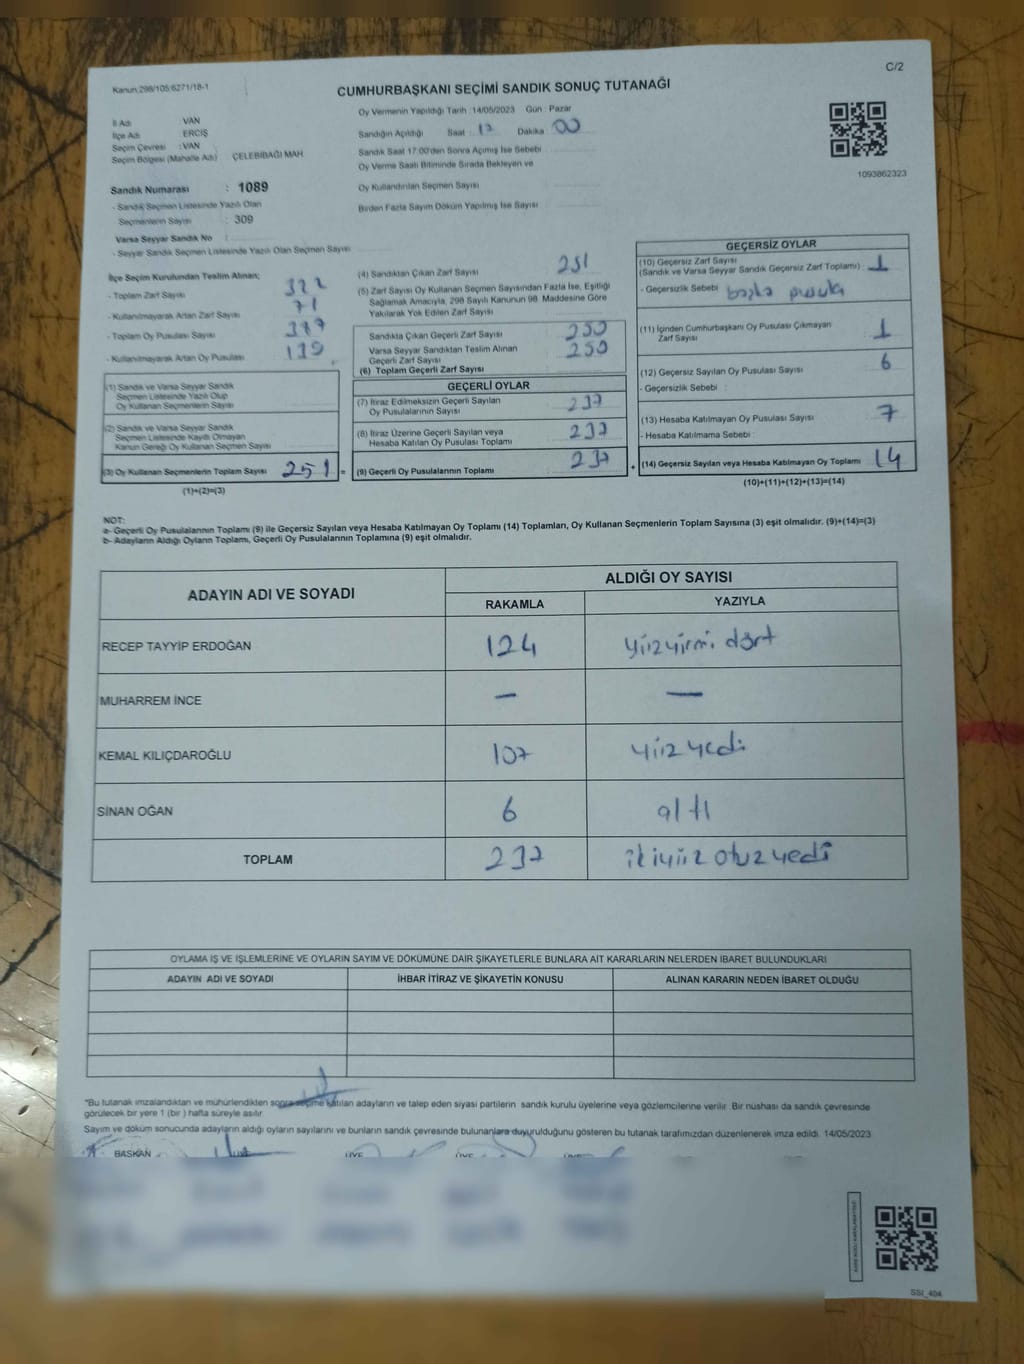 C/2
Kanun:298/105;6271/18-1
CUMHURBAŞKANI SEÇİMİ SANDIK SONUÇ TUTANAĞI
İl Adı VAN
İlçe Adı ERCİŞ
Seçim Çevresi : VAN
Seçim Bölgesi (Mahalle Adı) ÇELEBİBAĞI MAH
Sandık Numarası : 1089
- Sandık Seçmen Listesinde Yazılı Olan
Seçmenlerin Sayısı : 309
Varsa Seyyar Sandık No :
- Seyyar Sandık Seçmen Listesinde Yazılı Olan Seçmen Sayısı
Oy Vermenin Yapıldığı Tarih : 14/05/2023 Gün : Pazar
Sandığın Açıldığı Saat : 17 Dakika : 00
Sandık Saat 17:00'den Sonra Açılmış İse Sebebi
Oy Verme Saati Bitiminde Sırada Bekleyen ve
Oy Kullandırılan Seçmen Sayısı
Birden Fazla Sayım Döküm Yapılmış İse Sayısı
1093862323
İlçe Seçim Kurulundan Teslim Alınan;
- Toplam Zarf Sayısı 322
- Kullanılmayarak Artan Zarf Sayısı 71
- Toplam Oy Pusulası Sayısı
- Kullanılmayarak Artan Oy Pusulası
(1) Sandık ve Varsa Seyyar Sandık
Seçmen Listesinde Yazılı Olup
Oy Kullanan Seçmenlerin Sayısı
(2) Sandık ve Varsa Seyyar Sandık
Seçmen Listesinde Kayıtlı Olmayan
Kanun Gereği Oy Kullanan Seçmen Sayısı
(3) Oy Kullanan Seçmenlerin Toplam Sayısı 251 =
(1)+(2)=(3)
(4) Sandıktan Çıkan Zarf Sayısı 251
(5) Zarf Sayısı Oy Kullanan Seçmen Sayısından Fazla İse, Eşitliği
Sağlamak Amacıyla, 298 Sayılı Kanunun 98. Maddesine Göre
Yakılarak Yok Edilen Zarf Sayısı
Sandıkta Çıkan Geçerli Zarf Sayısı 250
Varsa Seyyar Sandıktan Teslim Alınan
Geçerli Zarf Sayısı 250
(6) Toplam Geçerli Zarf Sayısı
GEÇERLİ OYLAR
(7) İtiraz Edilmeksizin Geçerli Sayılan
Oy Pusulalarının Sayısı 237
(8) İtiraz Üzerine Geçerli Sayılan veya
Hesaba Katılan Oy Pusulası Toplamı 237
(9) Geçerli Oy Pusulalarının Toplamı 237 +
GEÇERSİZ OYLAR
(10) Geçersiz Zarf Sayısı
(Sandık ve Varsa Seyyar Sandık Geçersiz Zarf Toplamı) : 1
- Geçersizlik Sebebi : başka pusula
(11) İçinden Cumhurbaşkanı Oy Pusulası Çıkmayan
Zarf Sayısı 1
(12) Geçersiz Sayılan Oy Pusulası Sayısı 6
- Geçersizlik Sebebi :
(13) Hesaba Katılmayan Oy Pusulası Sayısı 7
- Hesaba Katılmama Sebebi :
(14) Geçersiz Sayılan veya Hesaba Katılmayan Oy Toplamı 14
(10)+(11)+(12)+(13)=(14)
NOT:
a- Geçerli Oy Pusulalarının Toplamı (9) ile Geçersiz Sayılan veya Hesaba Katılmayan Oy Toplamı (14) Toplamları, Oy Kullanan Seçmenlerin Toplam Sayısına (3) eşit olmalıdır. (9)+(14)=(3)
b- Adayların Aldığı Oyların Toplamı, Geçerli Oy Pusulalarının Toplamına (9) eşit olmalıdır.
ADAYIN ADI VE SOYADI ALDIĞI OY SAYISI
RAKAMLA YAZIYLA
RECEP TAYYİP ERDOĞAN 124 yüzyirmi dört
MUHARREM İNCE — —
KEMAL KILIÇDAROĞLU 107 yüz yedi
SİNAN OĞAN 6 altı
TOPLAM 237 ikiyüz otuz yedi
OYLAMA İŞ VE İŞLEMLERİNE VE OYLARIN SAYIM VE DÖKÜMÜNE DAİR ŞİKAYETLERLE BUNLARA AİT KARARLARIN NELERDEN İBARET BULUNDUKLARI
ADAYIN ADI VE SOYADI İHBAR İTİRAZ VE ŞİKAYETİN KONUSU ALINAN KARARIN NEDEN İBARET OLDUĞU
*Bu tutanak imzalandıktan ve mühürlendikten sonra seçime katılan adayların ve talep eden siyasi partilerin sandık kurulu üyelerine veya gözlemcilerine verilir. Bir nüshası da sandık çevresinde
görülecek bir yere 1 (bir ) hafta süreyle asılır.
Sayım ve döküm sonucunda adayların aldığı oyların sayılarını ve bunların sandık çevresinde bulunanlara duyurulduğunu gösteren bu tutanak tarafımızdan düzenlenerek imza edildi. 14/05/2023
BAŞKAN ÜYE ÜYE
SSI_404